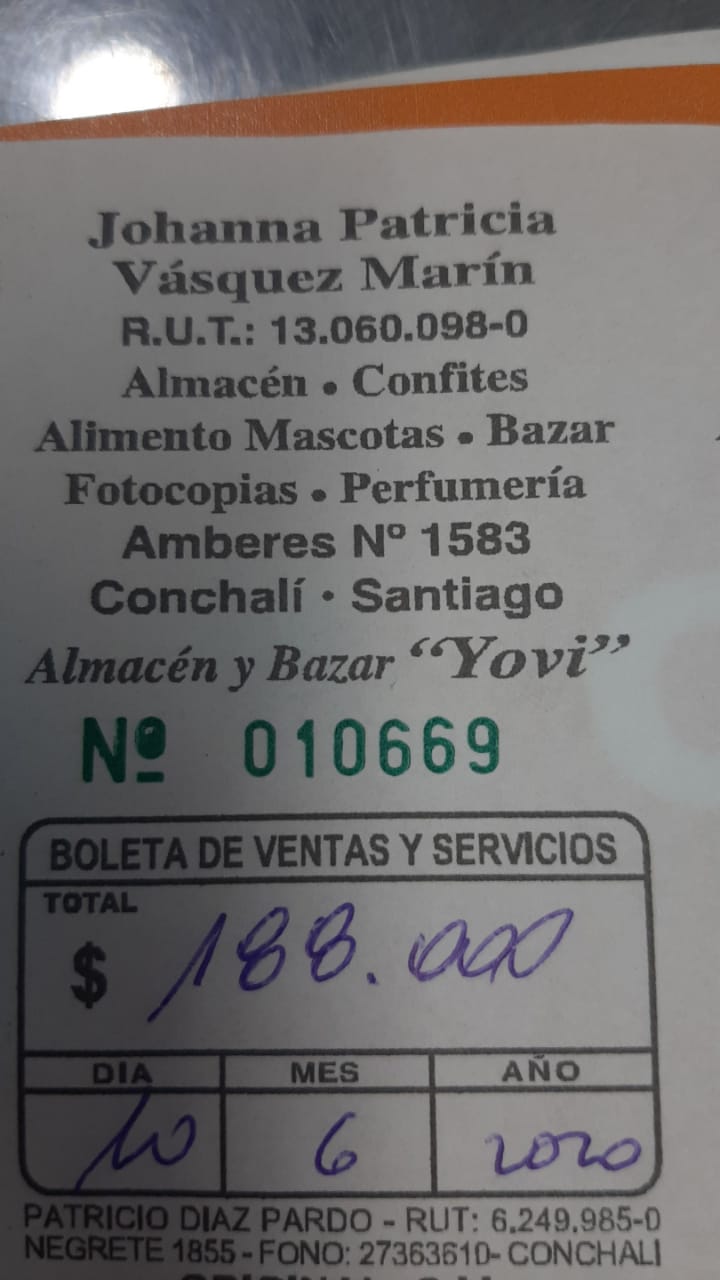 Johanna Patricia
Vásquez Marín
R.U.T.: 13.060.098-0
Almacén • Confites
Alimento Mascotas • Bazar
Fotocopias • Perfumería
Amberes Nº 1583
Conchalí • Santiago
Almacén y Bazar “Yovi”
Nº 010669
BOLETA DE VENTAS Y SERVICIOS
TOTAL
$ 188.000
DIA MES AÑO
10 6 2020
PATRICIO DIAZ PARDO - RUT: 6.249.985-0
NEGRETE 1855 - FONO: 27363610- CONCHALI